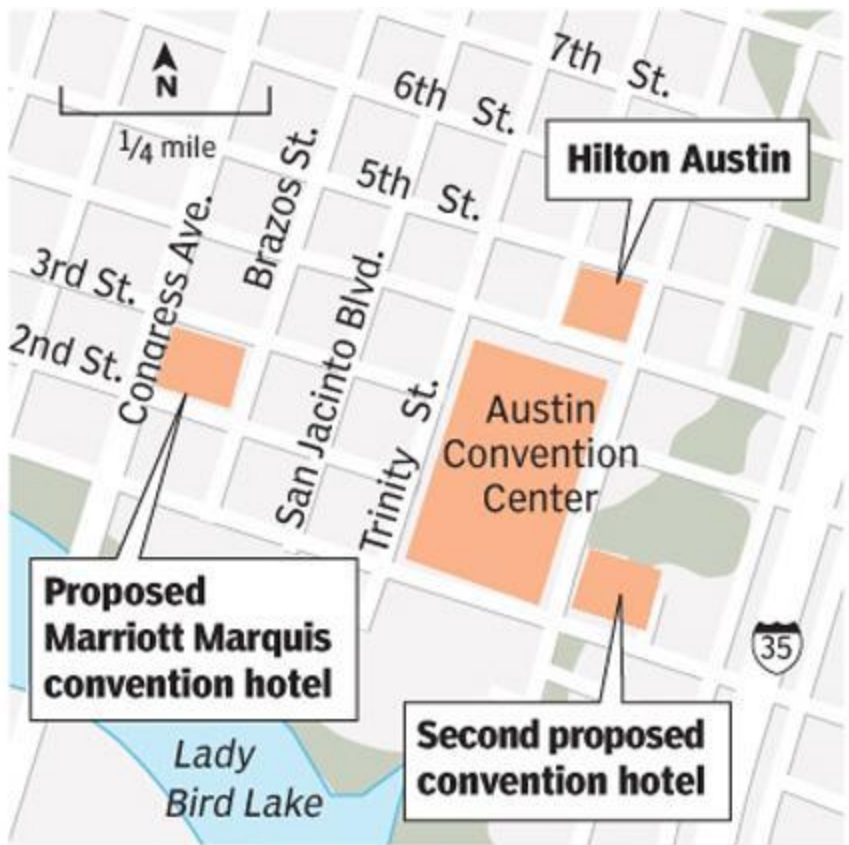 7th St.
6th St.
N
1/4 mile
Hilton Austin
5th St.
Brazos St.
Congress Ave.
3rd St.
2nd St.
San Jacinto Blvd.
Trinity St.
Austin
Convention
Center
Proposed
Marriott Marquis
convention hotel
35
Second proposed
convention hotel
Lady
Bird Lake